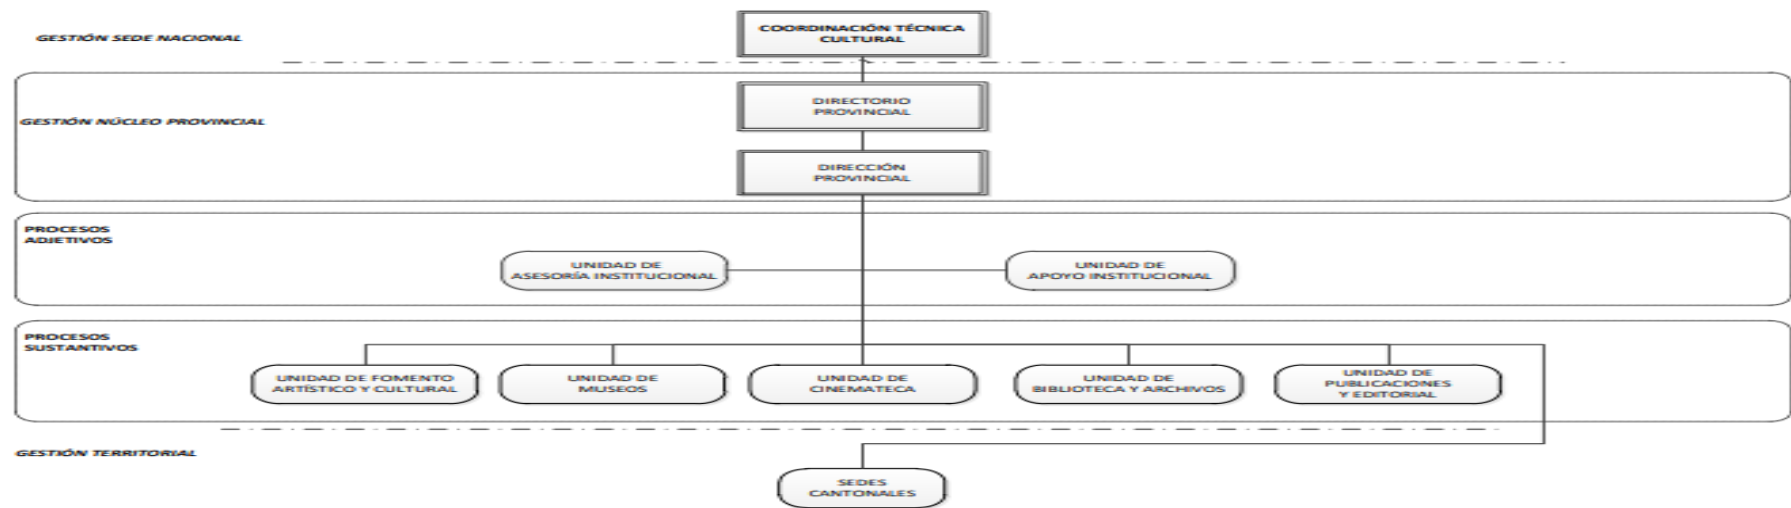 COORDINACIÓN TÉCNICA
CULTURAL
GESTIÓN SEDE NACIONAL
DIRECTORIO
PROVINCIAL
GESTIÓN NÚCLEO PROVINCIAL
DIRECCIÓN
PROVINCIAL
PROCESOS
ADJETIVOS
UNIDAD DE
ASESORÍA INSTITUCIONAL
UNIDAD DE
APOYO INSTITUCIONAL
PROCESOS
SUSTANTIVOS
UNIDAD DE FOMENTO
ARTÍSTICO Y CULTURAL
UNIDAD DE
MUSEOS
UNIDAD DE
CINEMATECA
UNIDAD DE
BIBLIOTECA Y ARCHIVOS
UNIDAD DE
PUBLICACIONES
Y EDITORIAL
GESTIÓN TERRITORIAL
SEDES
CANTONALES